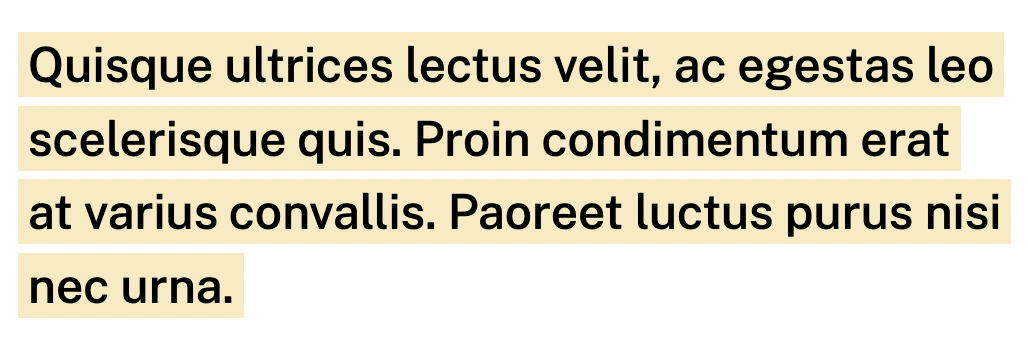 Quisque ultrices lectus velit, ac egestas leo
scelerisque quis. Proin condimentum erat
at varius convallis. Paoreet luctus purus nisi
nec urna.